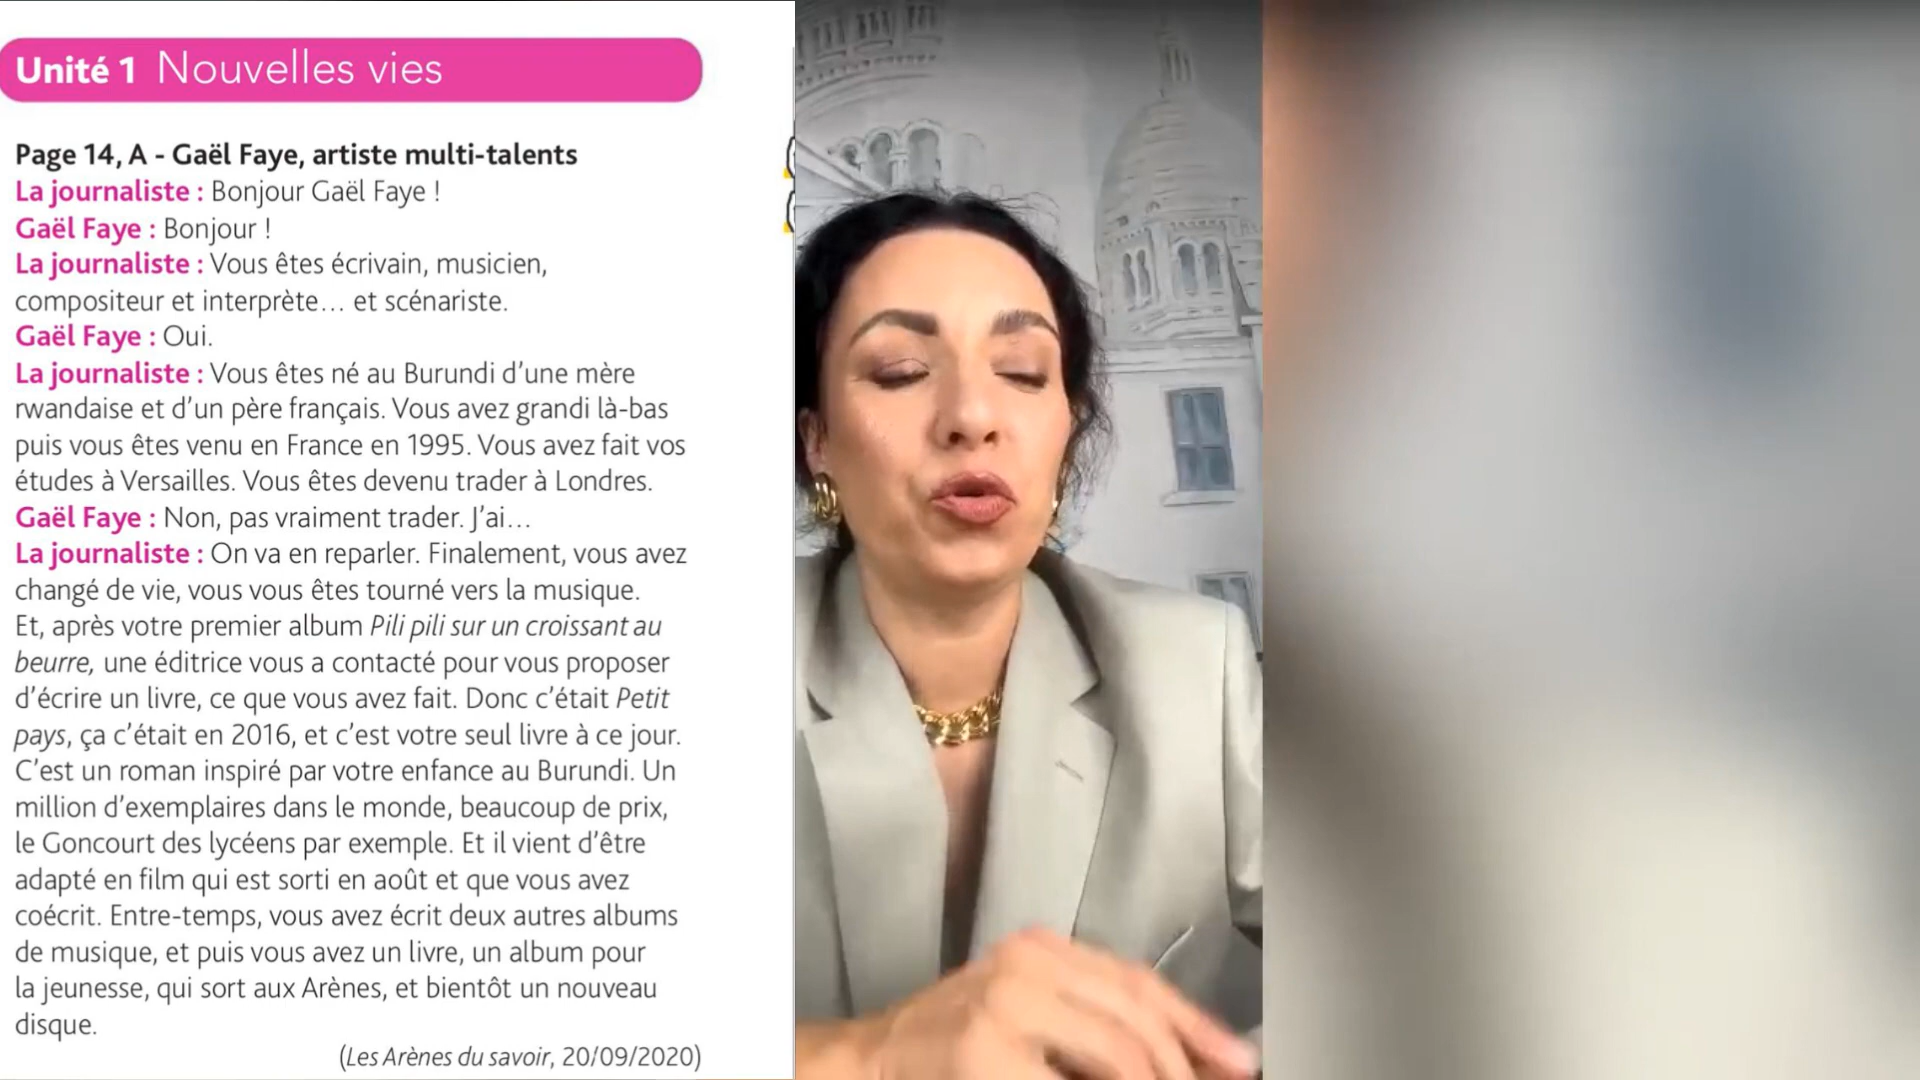 Unité 1 Nouvelles vies
Page 14, A - Gaël Faye, artiste multi-talents
La journaliste : Bonjour Gaël Faye !
Gaël Faye : Bonjour !
La journaliste : Vous êtes écrivain, musicien,
compositeur et interprète… et scénariste.
Gaël Faye : Oui.
La journaliste : Vous êtes né au Burundi d’une mère
rwandaise et d’un père français. Vous avez grandi là-bas
puis vous êtes venu en France en 1995. Vous avez fait vos
études à Versailles. Vous êtes devenu trader à Londres.
Gaël Faye : Non, pas vraiment trader. J’ai…
La journaliste : On va en reparler. Finalement, vous avez
changé de vie, vous vous êtes tourné vers la musique.
Et, après votre premier album Pili pili sur un croissant au
beurre, une éditrice vous a contacté pour vous proposer
d’écrire un livre, ce que vous avez fait. Donc c’était Petit
pays, ça c’était en 2016, et c’est votre seul livre à ce jour.
C’est un roman inspiré par votre enfance au Burundi. Un
million d’exemplaires dans le monde, beaucoup de prix,
le Goncourt des lycéens par exemple. Et il vient d’être
adapté en film qui est sorti en août et que vous avez
coécrit. Entre-temps, vous avez écrit deux autres albums
de musique, et puis vous avez un livre, un album pour
la jeunesse, qui sort aux Arènes, et bientôt un nouveau
disque.
(Les Arènes du savoir, 20/09/2020)